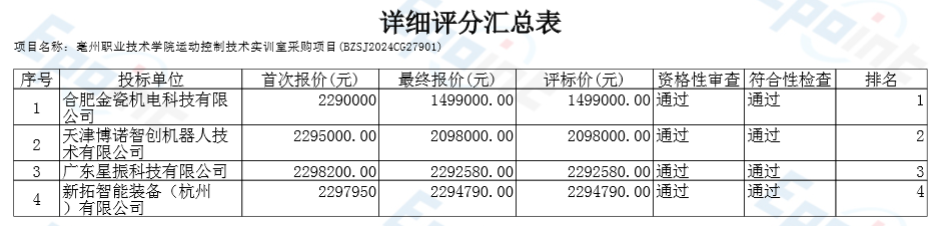 详细评分汇总表
项目名称：亳州职业技术学院运动控制技术实训室采购项目(BZSJ2024CG27901)
序号 投标单位 首次报价(元) 最终报价(元) 评标价(元) 资格性审查 符合性检查 排名
1 合肥金瓷机电科技有限公司 2290000 1499000.00 1499000.00 通过 通过 1
2 天津博诺智创机器人技术有限公司 2295000.00 2098000.00 2098000.00 通过 通过 2
3 广东星振科技有限公司 2298200.00 2292580.00 2292580.00 通过 通过 3
4 新拓智能装备（杭州）有限公司 2297950 2294790.00 2294790.00 通过 通过 4